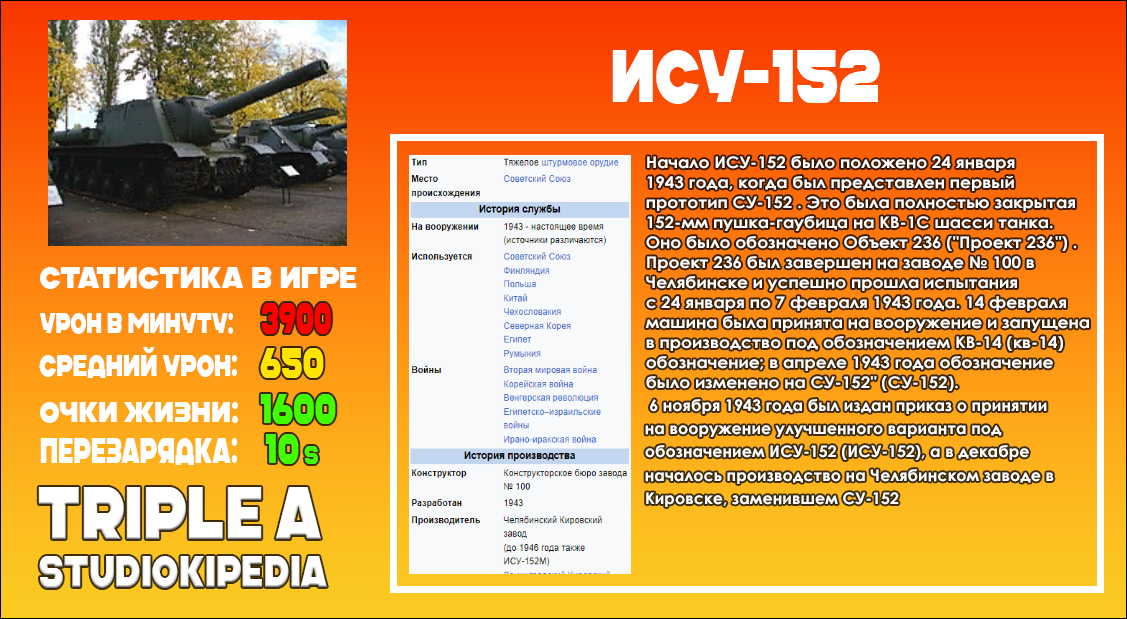 ИСУ-152
СТАТИСТИКА В ИГРЕ
УРОН В МИНУТУ: 3900
СРЕДНИЙ УРОН: 650
ОЧКИ ЖИЗНИ: 1600
ПЕРЕЗАРЯДКА: 10 s
TRIPLE A
STUDIOKIPEDIA
Тип Тяжелое штурмовое орудие
Место Советский Союз
происхождения
История службы
На вооружении 1943 - настоящее время
(источники различаются)
Используется Советский Союз
Финляндия
Польша
Китай
Чехословакия
Северная Корея
Египет
Румыния
Войны Вторая мировая война
Корейская война
Венгерская революция
Египетско–израильские
войны
Ирано-иракская война
История производства
Конструктор Конструкторское бюро завода
№ 100
Разработан 1943
Производитель Челябинский Кировский
завод
(до 1946 года также
ИСУ-152М)
Начало ИСУ-152 было положено 24 января
1943 года, когда был представлен первый
прототип СУ-152 . Это была полностью закрытая
152-мм пушка-гаубица на КВ-1С шасси танка.
Оно было обозначено Объект 236 ("Проект 236") .
Проект 236 был завершен на заводе № 100 в
Челябинске и успешно прошла испытания
с 24 января по 7 февраля 1943 года. 14 февраля
машина была принята на вооружение и запущена
в производство под обозначением КВ-14 (кв-14)
обозначение; в апреле 1943 года обозначение
было изменено на СУ-152" (СУ-152).
6 ноября 1943 года был издан приказ о принятии
на вооружение улучшенного варианта под
обозначением ИСУ-152 (ИСУ-152), а в декабре
началось производство на Челябинском заводе в
Кировске, заменившем СУ-152